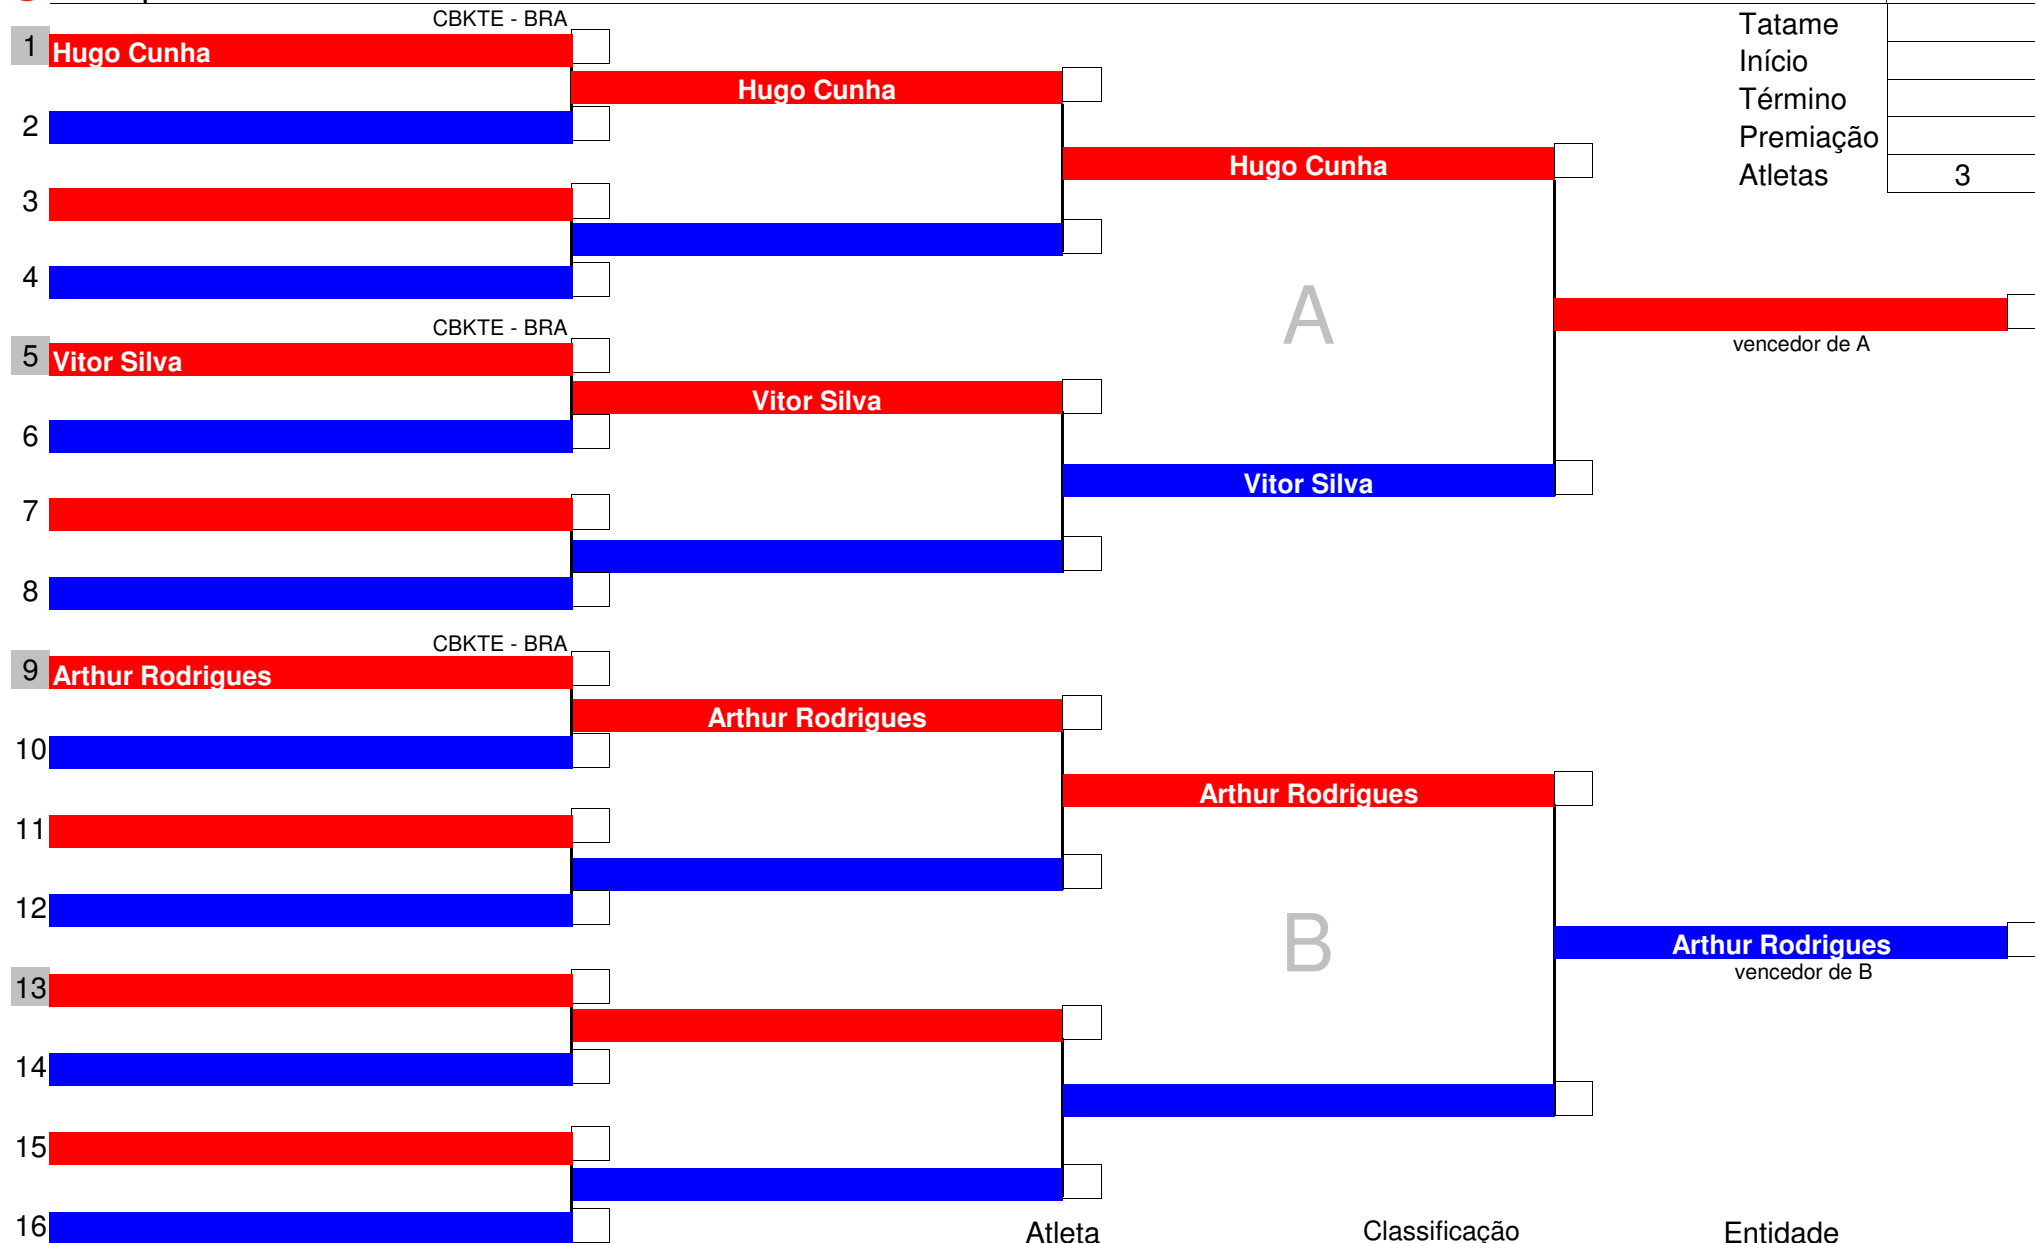 CBKTE - BRA
Tatame
1 Hugo Cunha
Início
Hugo Cunha
Término
2
Premiação
Hugo Cunha
Atletas 3
3
4
A
CBKTE - BRA
vencedor de A
5 Vitor Silva
Vitor Silva
6
Vitor Silva
7
8
CBKTE - BRA
9 Arthur Rodrigues
Arthur Rodrigues
10
Arthur Rodrigues
11
12
B
Arthur Rodrigues
vencedor de B
13
14
15
16
Atleta Classificação Entidade